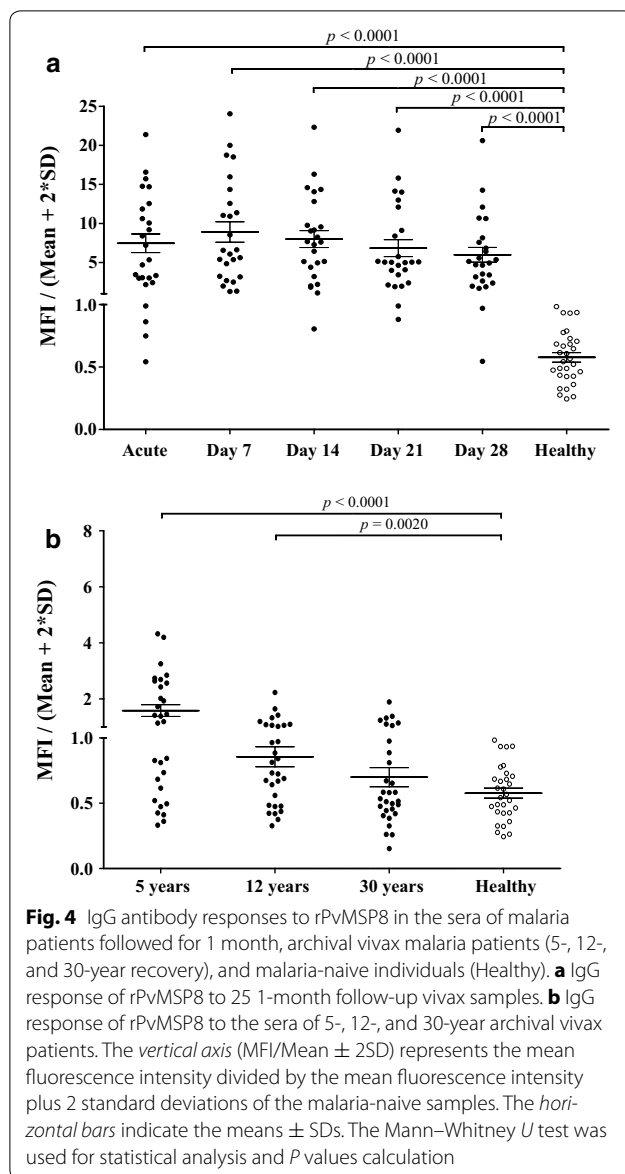 a
p < 0.0001
p < 0.0001
p < 0.0001
p < 0.0001
p < 0.0001
MFI / (Mean + 2*SD)
25
20
15
10
5
1.0
0.5
0.0
Acute Day 7 Day 14 Day 21 Day 28 Healthy
b
p < 0.0001
p = 0.0020
MFI / (Mean + 2*SD)
8
6
4
2
1.0
0.5
0.0
5 years 12 years 30 years Healthy
Fig. 4 IgG antibody responses to rPvMSP8 in the sera of malaria
patients followed for 1 month, archival vivax malaria patients (5-, 12-,
and 30-year recovery), and malaria-naive individuals (Healthy). a IgG
response of rPvMSP8 to 25 1-month follow-up vivax samples. b IgG
response of rPvMSP8 to the sera of 5-, 12-, and 30-year archival vivax
patients. The vertical axis (MFI/Mean ± 2SD) represents the mean
fluorescence intensity divided by the mean fluorescence intensity
plus 2 standard deviations of the malaria-naive samples. The hori-
zontal bars indicate the means ± SDs. The Mann–Whitney U test was
used for statistical analysis and P values calculation